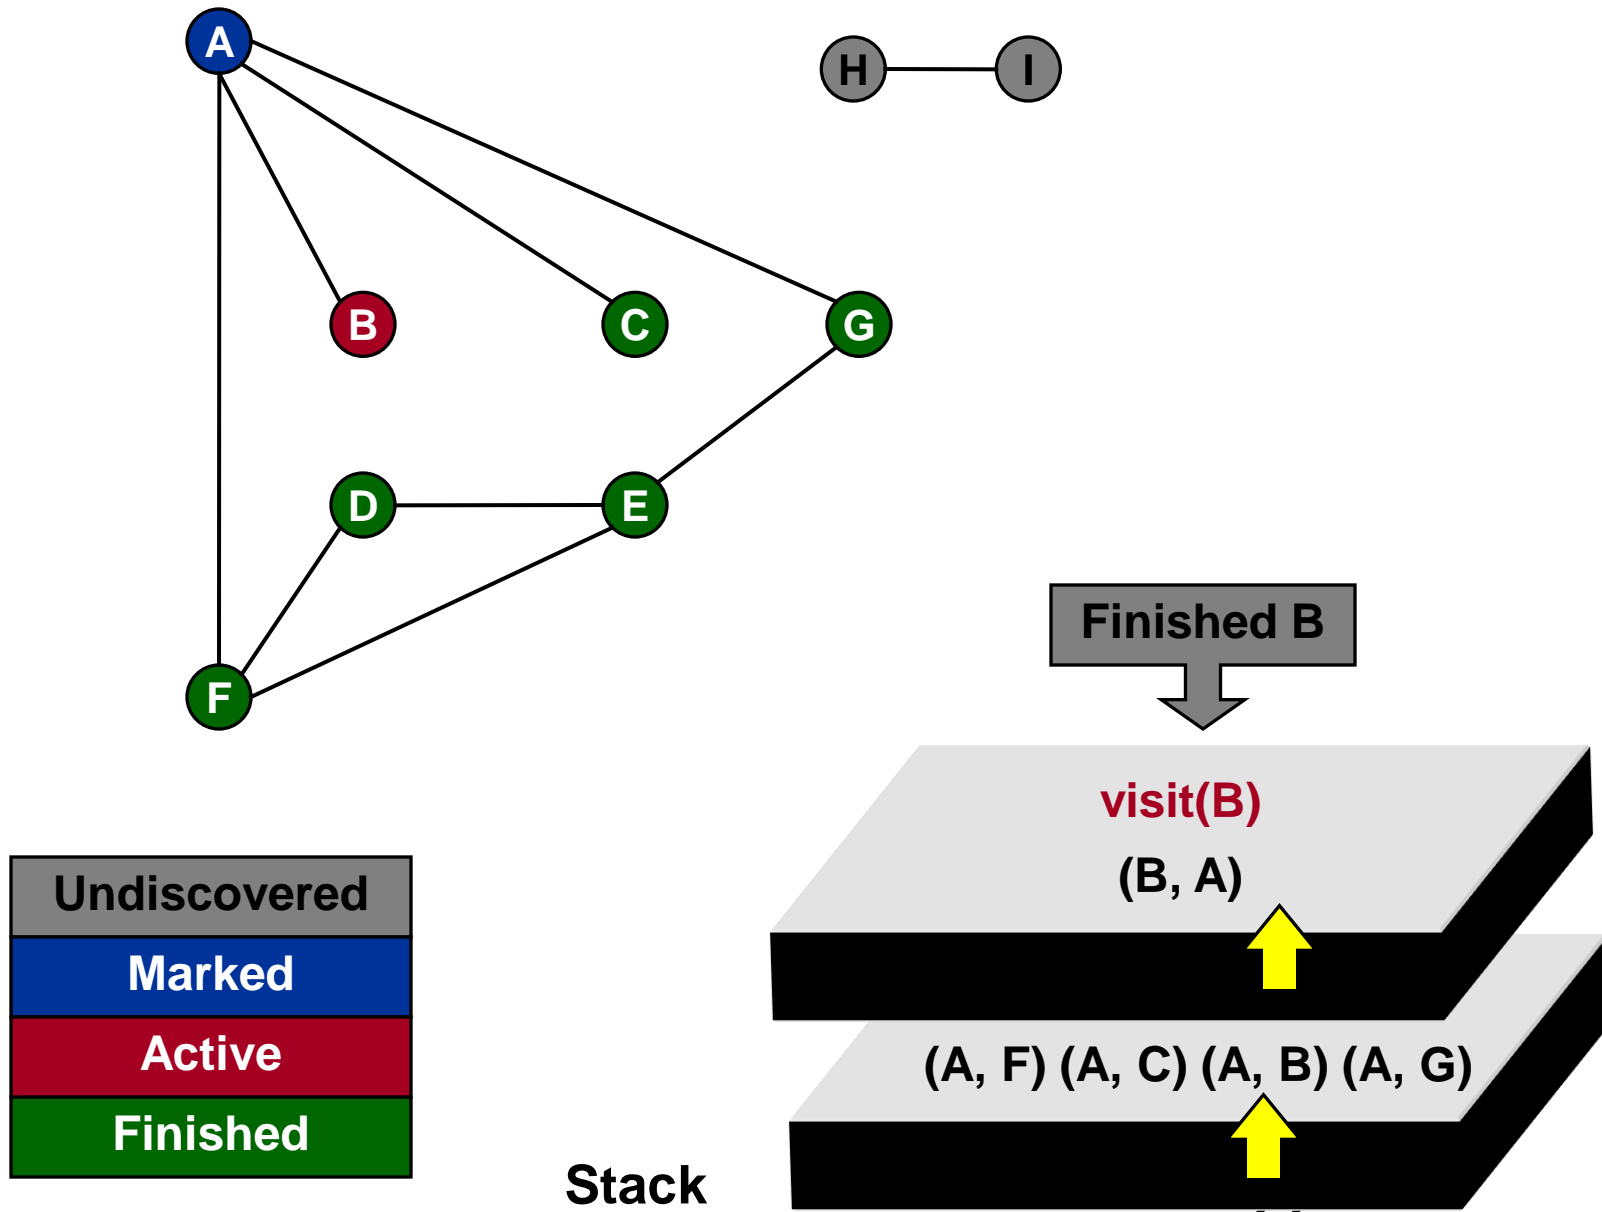 A
H
I
B
C
G
D
E
F
Finished B
visit(B)
(B, A)
Undiscovered
Marked
Active
Finished
(A, F) (A, C) (A, B) (A, G)
Stack